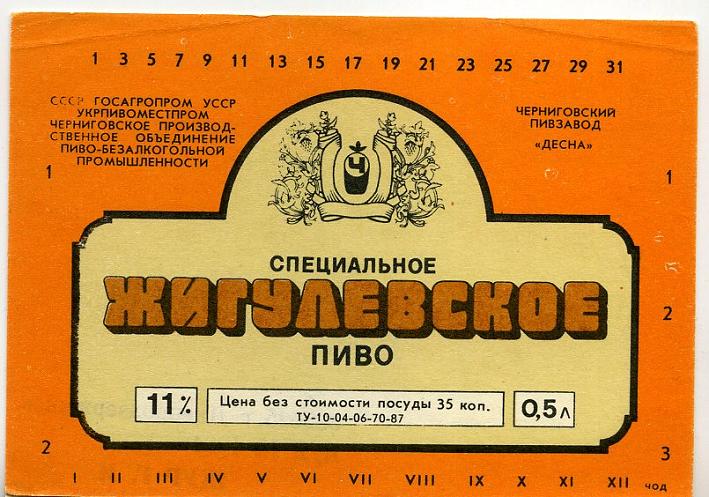 1 3 5 7 9 11 13 15 17 19 21 23 25 27 29 31
СССР ГОСАГРОПРОМ УССР
УКРПИВОМЕСТПРОМ
ЧЕРНИГОВСКОЕ ПРОИЗВОД-
СТВЕННОЕ ОБЪЕДИНЕНИЕ
ПИВО-БЕЗАЛКОГОЛЬНОЙ
ПРОМЫШЛЕННОСТИ
ЧЕРНИГОВСКИЙ
ПИВЗАВОД
«ДЕСНА»
1
1
Ч
СПЕЦИАЛЬНОЕ
ЖИГУЛЕВСКОЕ
ПИВО
2
11%
Цена без стоимости посуды 35 коп.
ТУ-10-04-06-70-87
0,5л
2
3
I II III IV V VI VII VIII IX X XI XII ЧОД